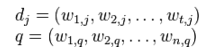 d_j = (w_{1,j}, w_{2,j}, . . . , w_{t,j})
q = (w_{1,q}, w_{2,q}, . . . , w_{n,q})